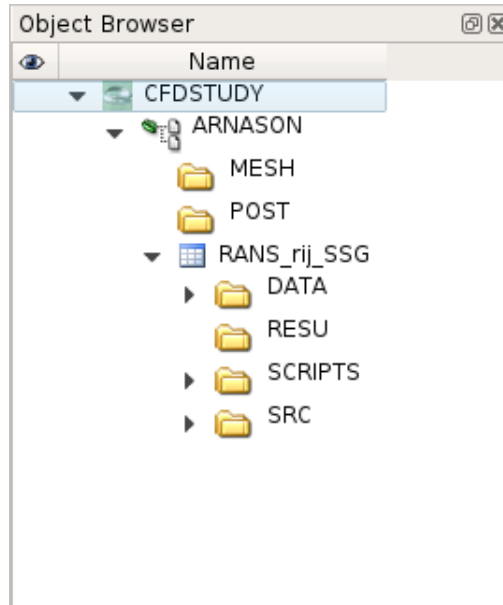 Object Browser
Name
CFDSTUDY
ARNASON
MESH
POST
RANS_rij_SSG
DATA
RESU
SCRIPTS
SRC